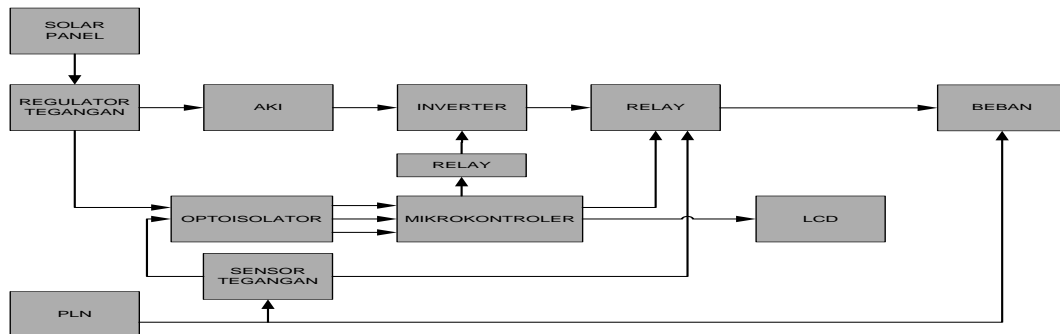 SOLAR
PANEL
REGULATOR
TEGANGAN
AKI
INVERTER
RELAY
BEBAN
RELAY
OPTOISOLATOR
MIKROKONTROLER
LCD
SENSOR
TEGANGAN
PLN